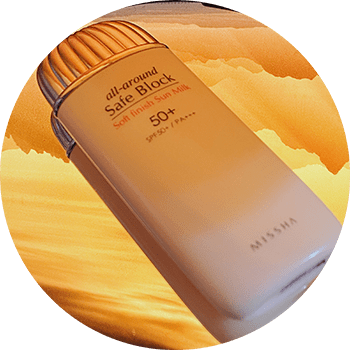 all-around
Safe Block
Soft finish Sun Milk
50+
SPF50+ / PA+++
MISSHA